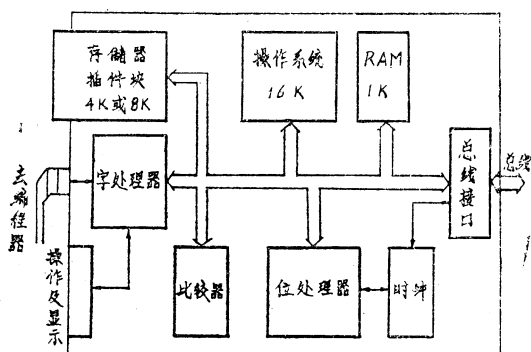 存储器
插件块
4K或8K
操作系统
16K
RAM
1K
字处理器
总线接口
总线
去编程器
操作及显示
比较器
位处理器
时钟